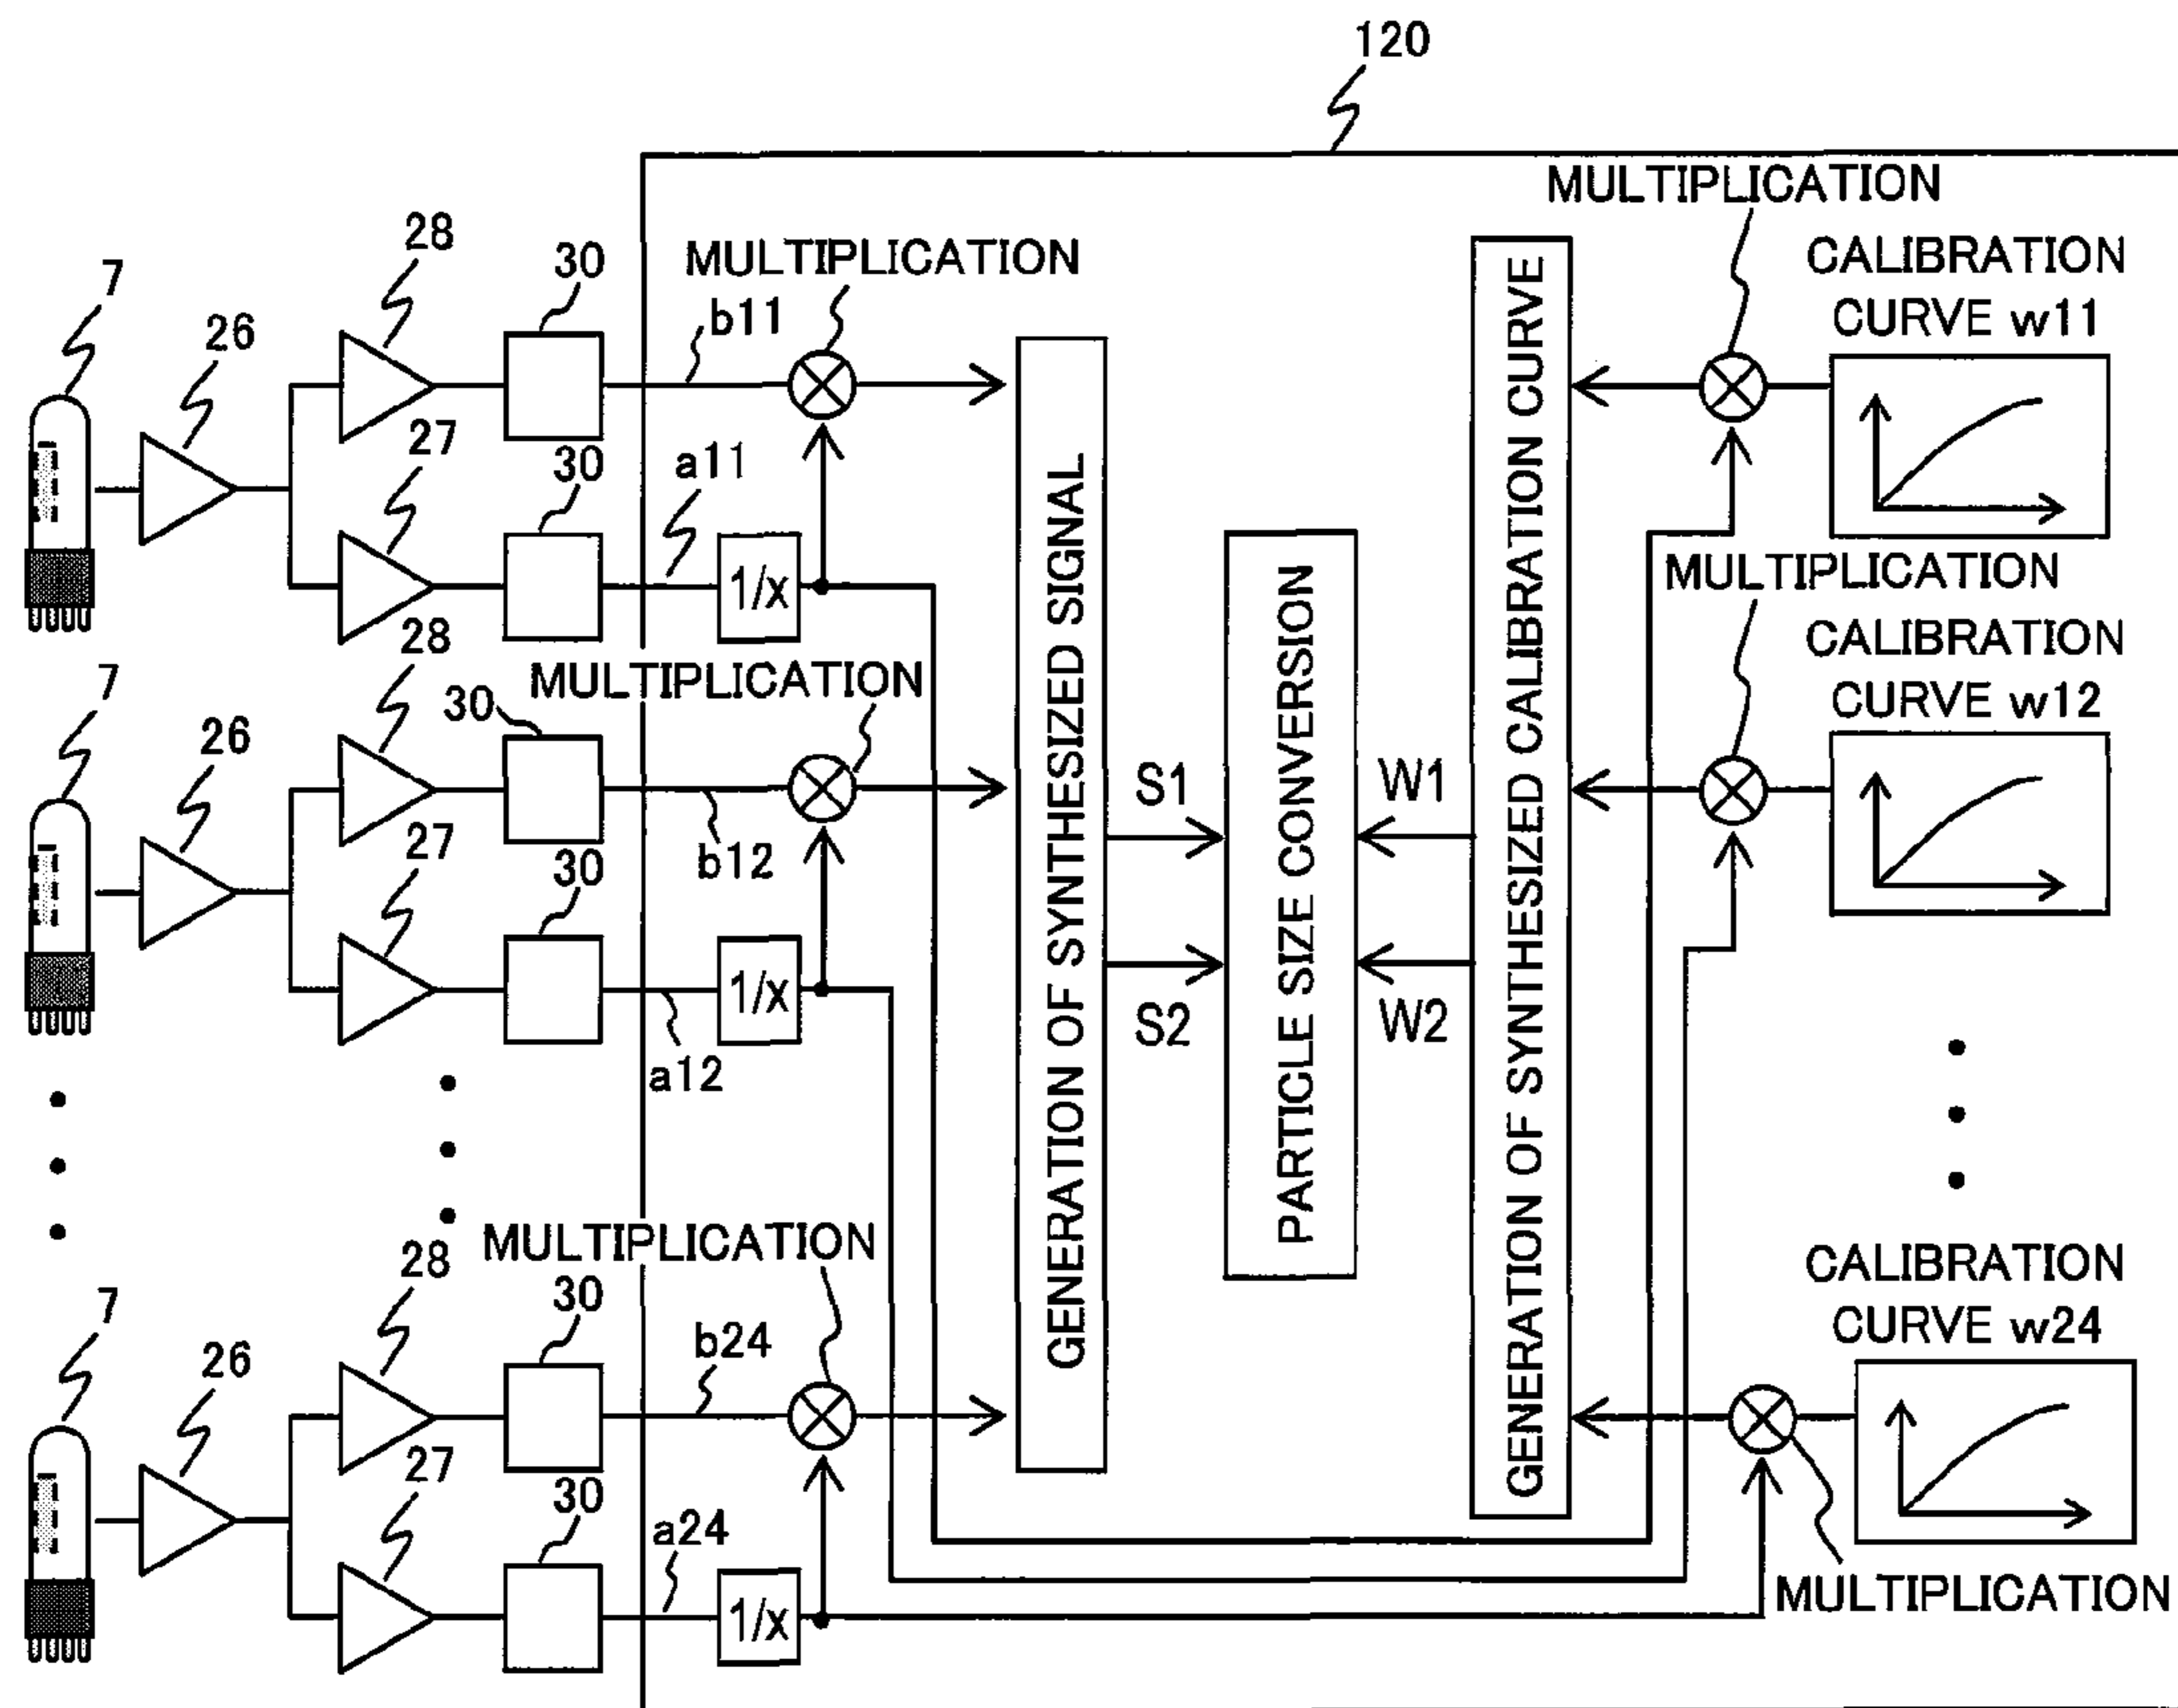 120
MULTIPLICATION
28
30
MULTIPLICATION
CALIBRATION
CURVE w11
7
26
b11
27
30
a11
1/x
MULTIPLICATION
28
MULTIPLICATION
CALIBRATION
CURVE w12
7
30
26
27
30
b12
1/x
a12
GENERATION OF SYNTHESIZED SIGNAL
S1
S2
PARTICLE SIZE CONVERSION
W1
W2
GENERATION OF SYNTHESIZED CALIBRATION CURVE
MULTIPLICATION
28
30
CALIBRATION
CURVE w24
7
26
b24
27
30
a24
1/x
MULTIPLICATION